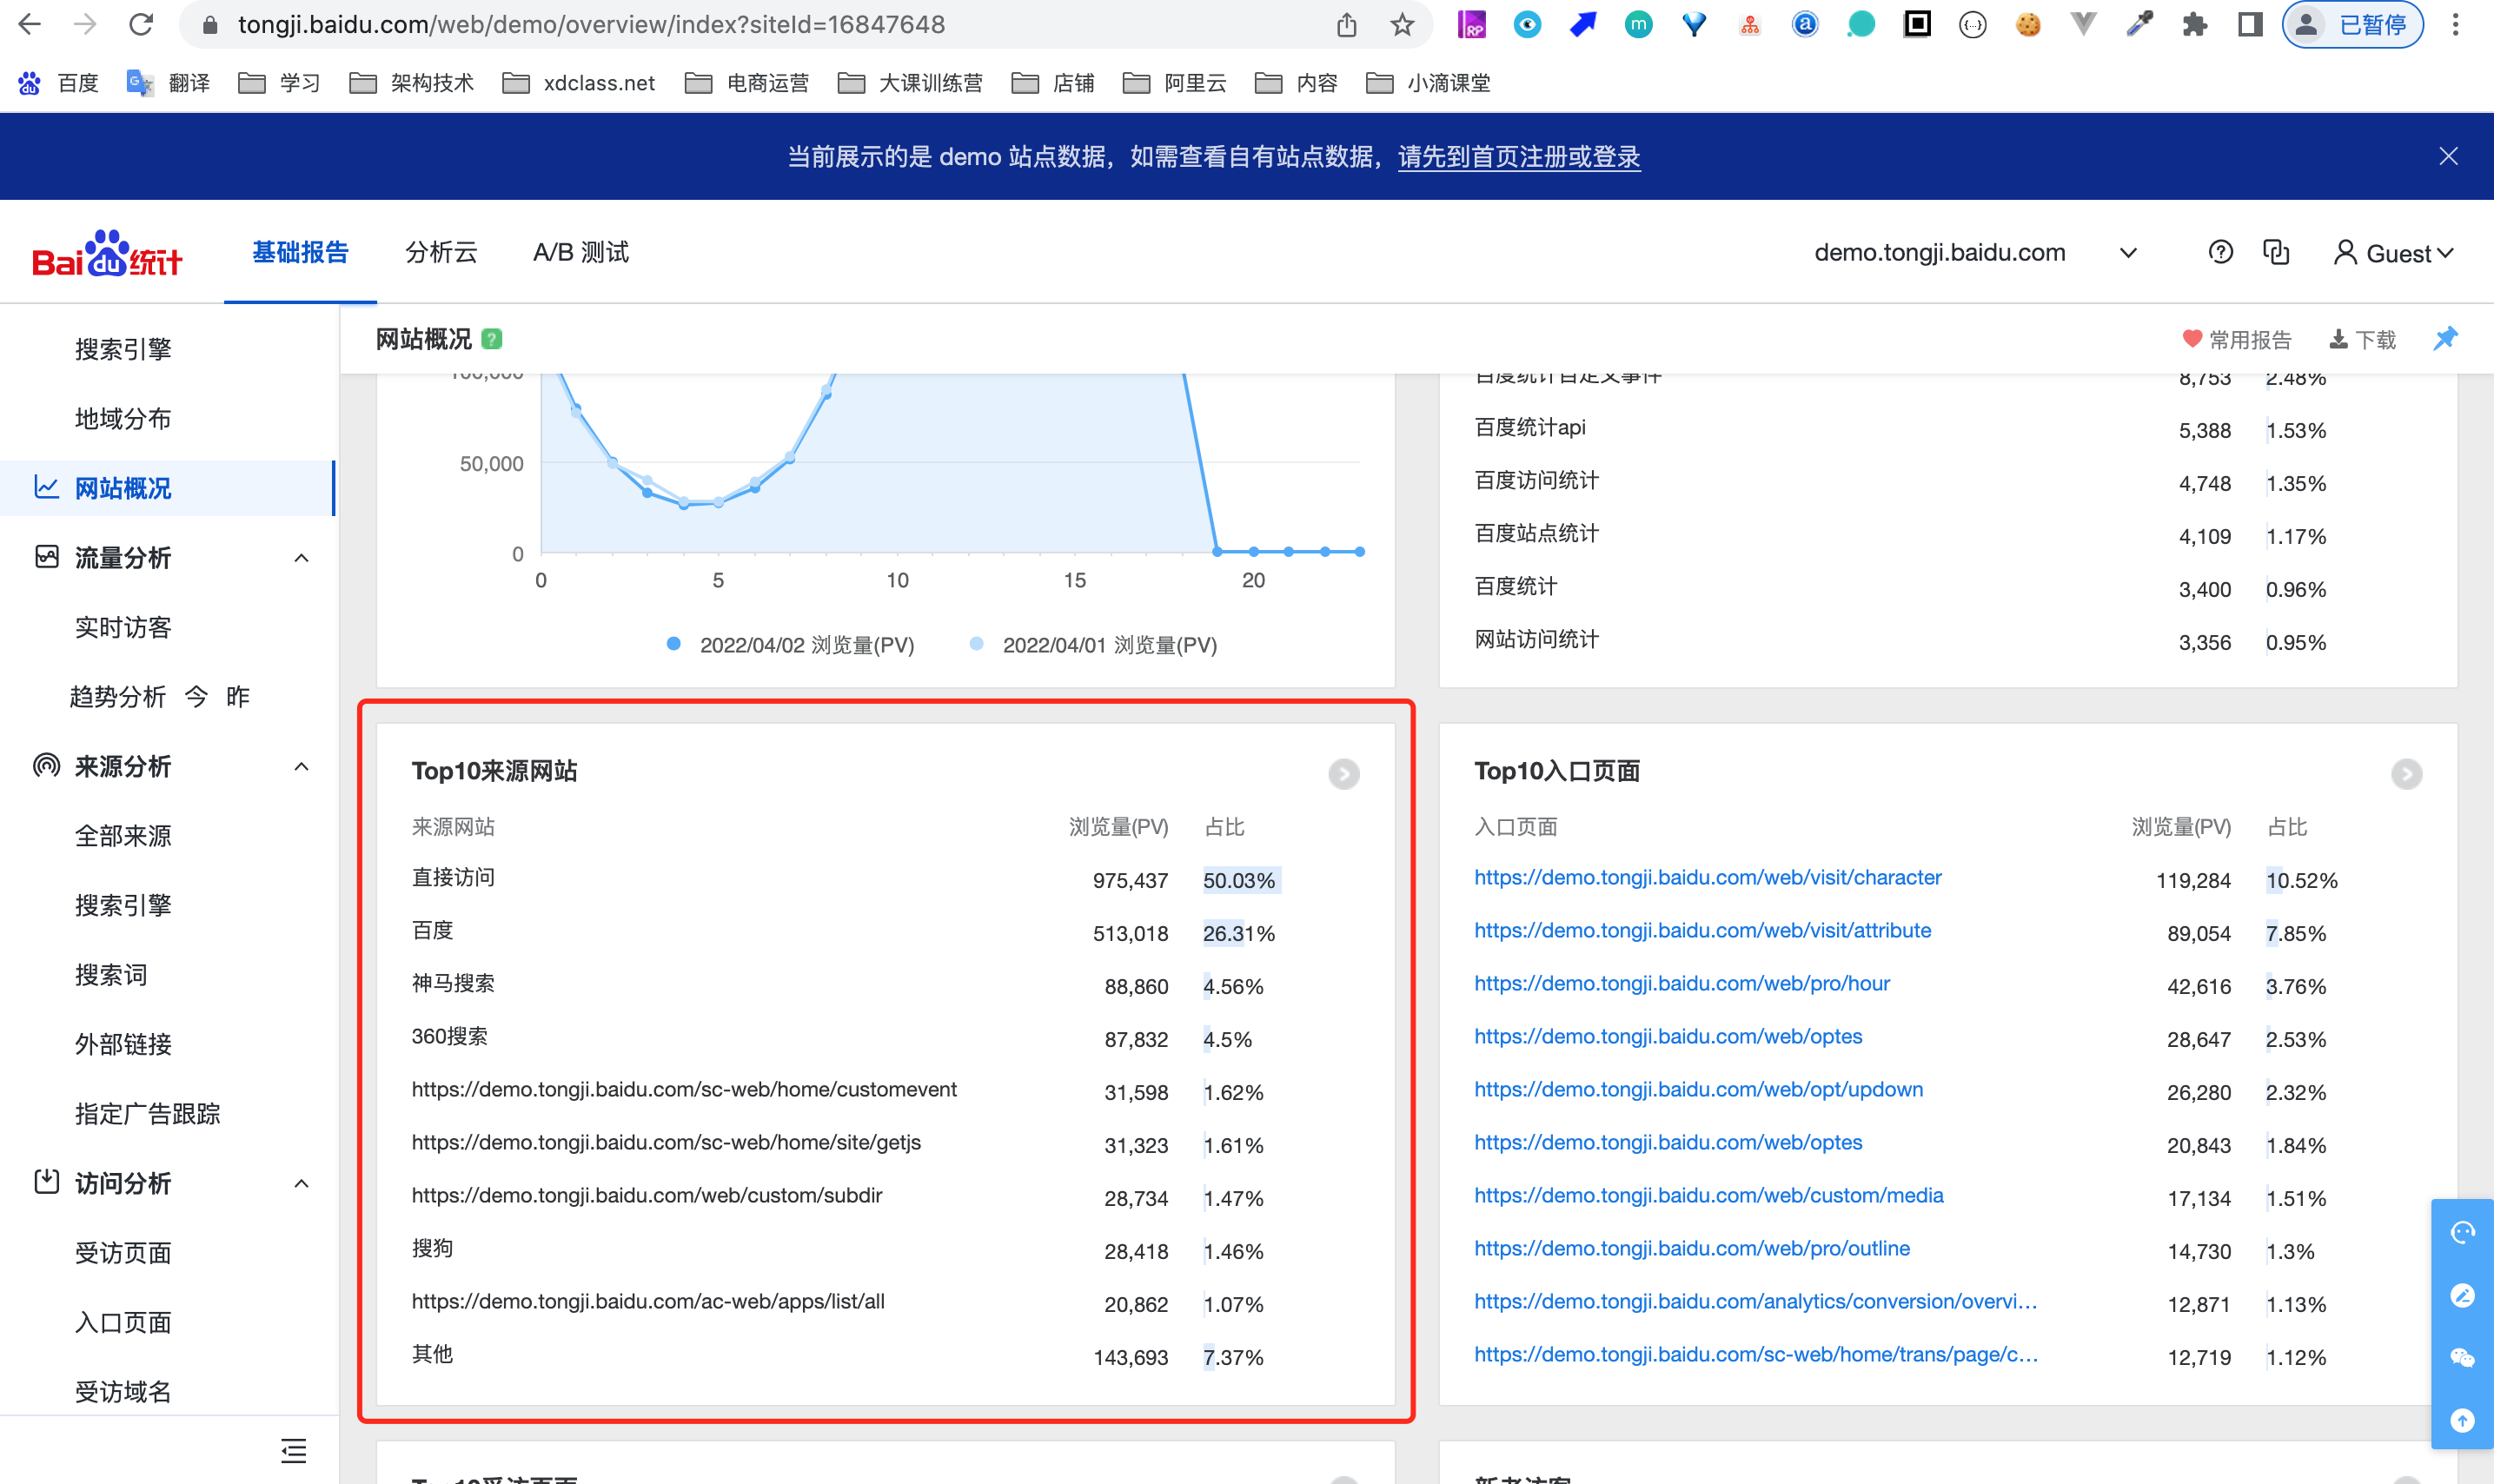 tongji.baidu.com/web/demo/overview/index?siteId=16847648
已暂停
百度
翻译
学习
架构技术
xdclass.net
电商运营
大课训练营
店铺
阿里云
内容
小滴课堂
当前展示的是 demo 站点数据，如需查看自有站点数据，请先到首页注册或登录
Bai du 统计
基础报告
分析云
A/B 测试
demo.tongji.baidu.com
Guest
搜索引擎
地域分布
网站概况
流量分析
实时访客
趋势分析 今 昨
来源分析
全部来源
搜索引擎
搜索词
外部链接
指定广告跟踪
访问分析
受访页面
入口页面
受访域名
网站概况 ?
常用报告
下载
100,000
50,000
0
0 5 10 15 20
2022/04/02 浏览量(PV) 2022/04/01 浏览量(PV)
百度统计自定义事件 8,753 2.48%
百度统计api 5,388 1.53%
百度访问统计 4,748 1.35%
百度站点统计 4,109 1.17%
百度统计 3,400 0.96%
网站访问统计 3,356 0.95%
Top10来源网站
来源网站 浏览量(PV) 占比
直接访问 975,437 50.03%
百度 513,018 26.31%
神马搜索 88,860 4.56%
360搜索 87,832 4.5%
https://demo.tongji.baidu.com/sc-web/home/customevent 31,598 1.62%
https://demo.tongji.baidu.com/sc-web/home/site/getjs 31,323 1.61%
https://demo.tongji.baidu.com/web/custom/subdir 28,734 1.47%
搜狗 28,418 1.46%
https://demo.tongji.baidu.com/ac-web/apps/list/all 20,862 1.07%
其他 143,693 7.37%
Top10入口页面
入口页面 浏览量(PV) 占比
https://demo.tongji.baidu.com/web/visit/character 119,284 10.52%
https://demo.tongji.baidu.com/web/visit/attribute 89,054 7.85%
https://demo.tongji.baidu.com/web/pro/hour 42,616 3.76%
https://demo.tongji.baidu.com/web/optes 28,647 2.53%
https://demo.tongji.baidu.com/web/opt/updown 26,280 2.32%
https://demo.tongji.baidu.com/web/optes 20,843 1.84%
https://demo.tongji.baidu.com/web/custom/media 17,134 1.51%
https://demo.tongji.baidu.com/web/pro/outline 14,730 1.3%
https://demo.tongji.baidu.com/analytics/conversion/overvi... 12,871 1.13%
https://demo.tongji.baidu.com/sc-web/home/trans/page/c... 12,719 1.12%
Top10受访页面
新老访客